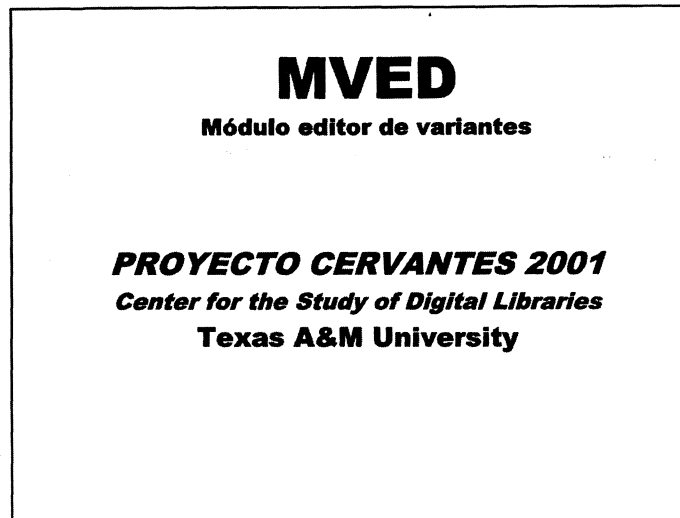 MVED
Módulo editor de variantes
PROYECTO CERVANTES 2001
Center for the Study of Digital Libraries
Texas A&M University